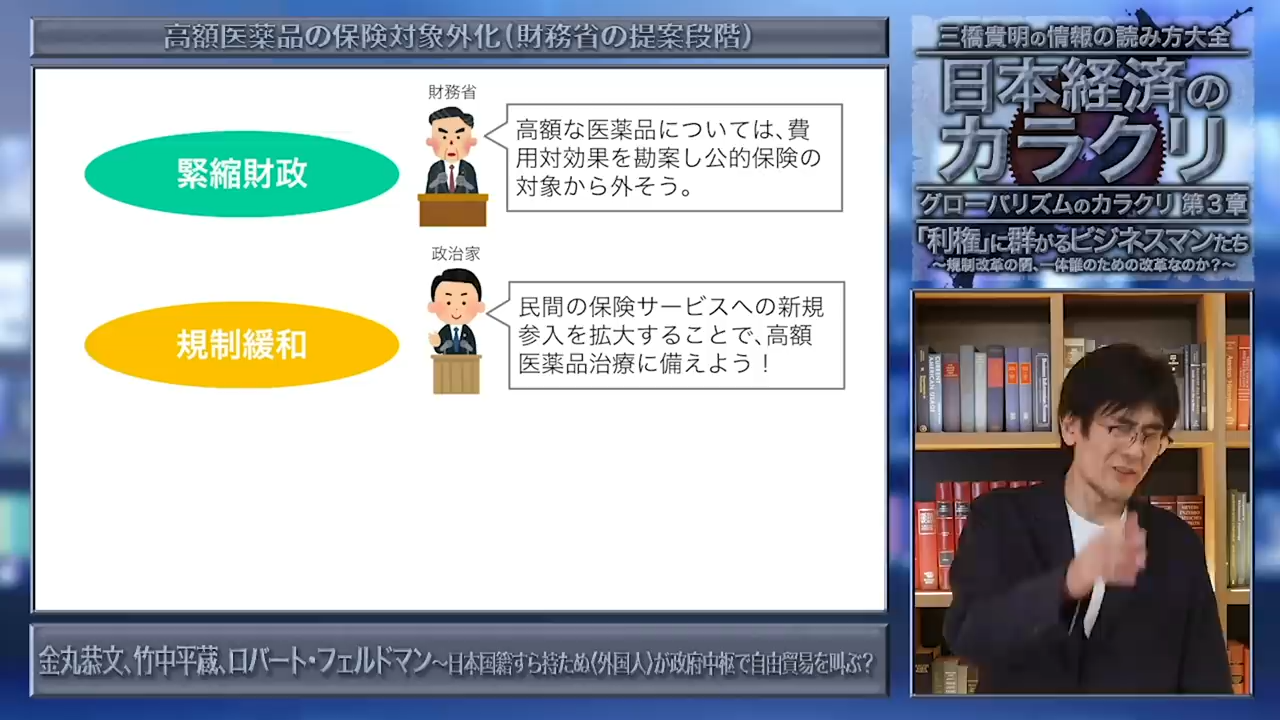 高額医薬品の保険対象外化(財務省の提案段階)
緊縮財政
財務省
高額な医薬品については、費
用対効果を勘案し公的保険の
対象から外そう。
規制緩和
政治家
民間の保険サービスへの新規
参入を拡大することで、高額
医薬品治療に備えよう！
金丸恭文、竹中平蔵、ロバート・フェルドマン～日本国籍すら持たぬ(外国人)が政府中枢で自由貿易を叫ぶ?
三橋貴明の情報の読み方大全
日本経済の
カラクリ
グローバリズムのカラクリ 第3章
「利権」に群がるビジネスマンたち
～規制改革の闇、一体誰のための改革なのか?～